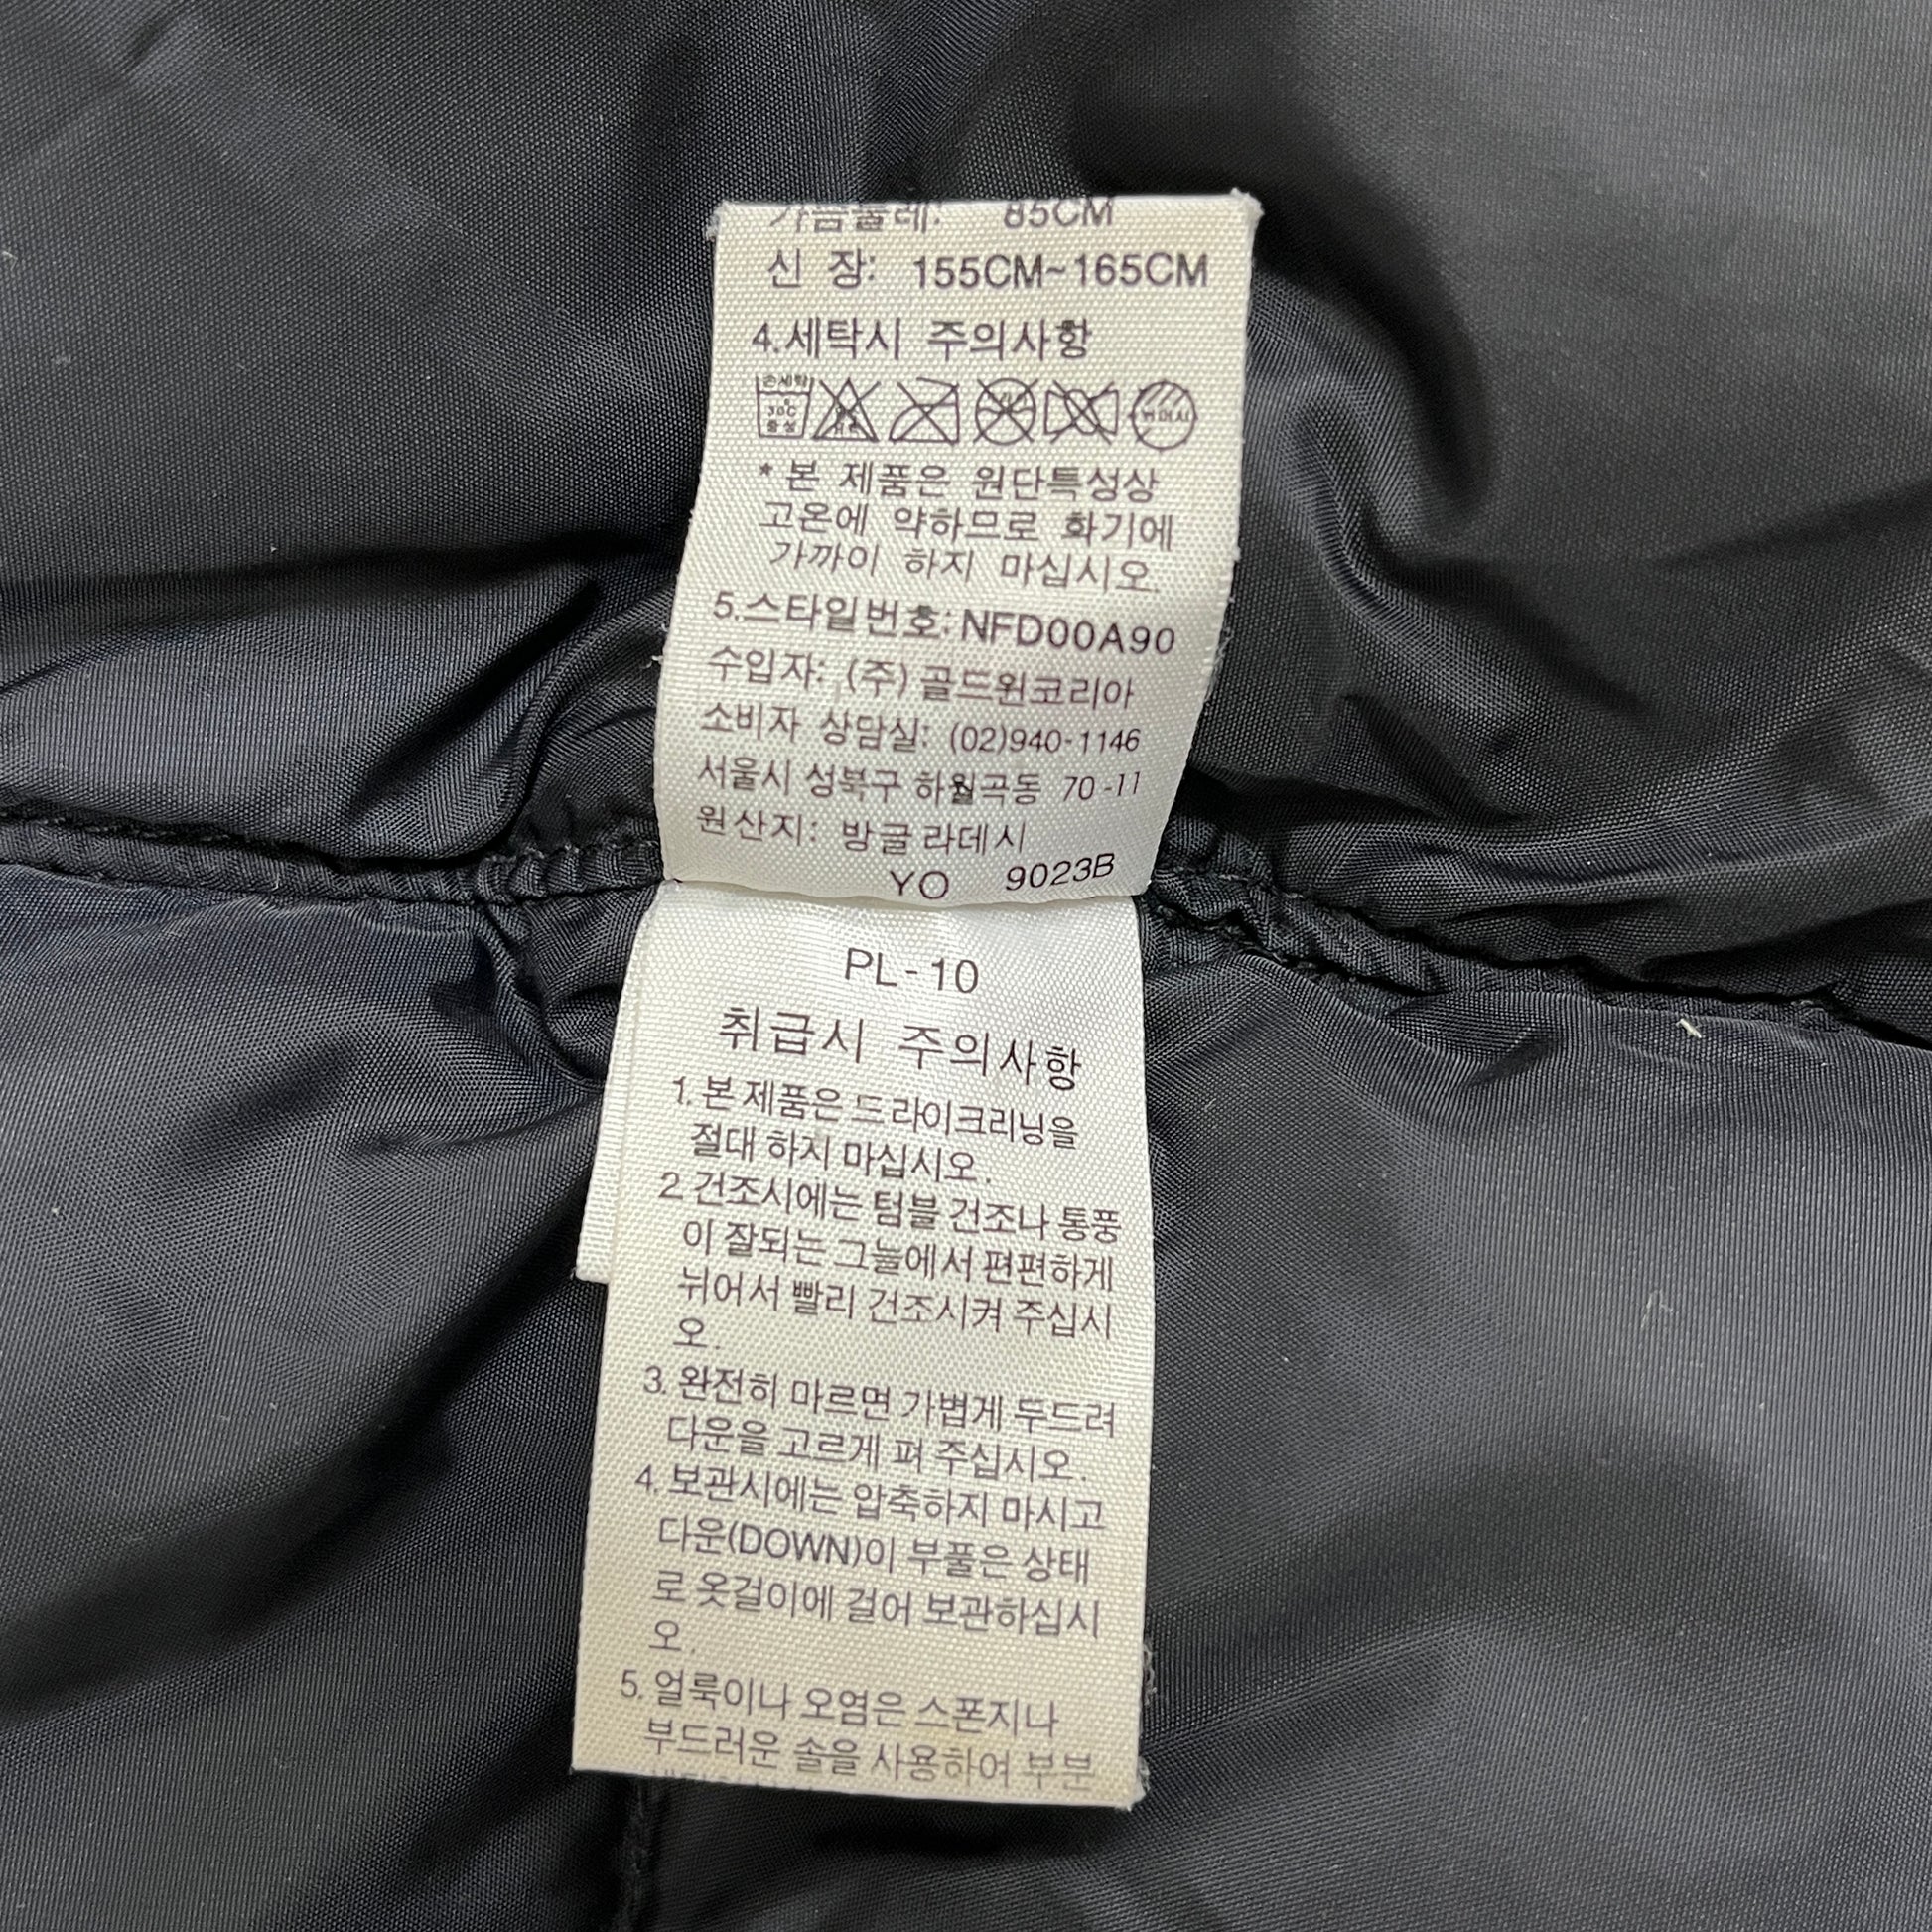 가슴둘레: 85CM
신 장: 155CM~165CM
4.세탁시 주의사항
손세탁
30C
중성
* 본 제품은 원단특성상
고온에 약하므로 화기에
가까이 하지 마십시오.
5.스타일번호: NFD00A90
수입자: (주) 골드윈코리아
소비자 상담실: (02)940-1146
서울시 성북구 하월곡동 70-11
원산지: 방글라데시
YO 9023B
PL-10
취급시 주의사항
1. 본 제품은 드라이크리닝을
절대 하지 마십시오.
2 건조시에는 텀블 건조나 통풍
이 잘되는 그늘에서 편편하게
뉘어서 빨리 건조시켜 주십시
오.
3. 완전히 마르면 가볍게 두드려
다운을 고르게 펴 주십시오.
4. 보관시에는 압축하지 마시고
다운(DOWN)이 부풀은 상태
로 옷걸이에 걸어 보관하십시
오.
5. 얼룩이나 오염은 스폰지나
부드러운 솔을 사용하여 부분